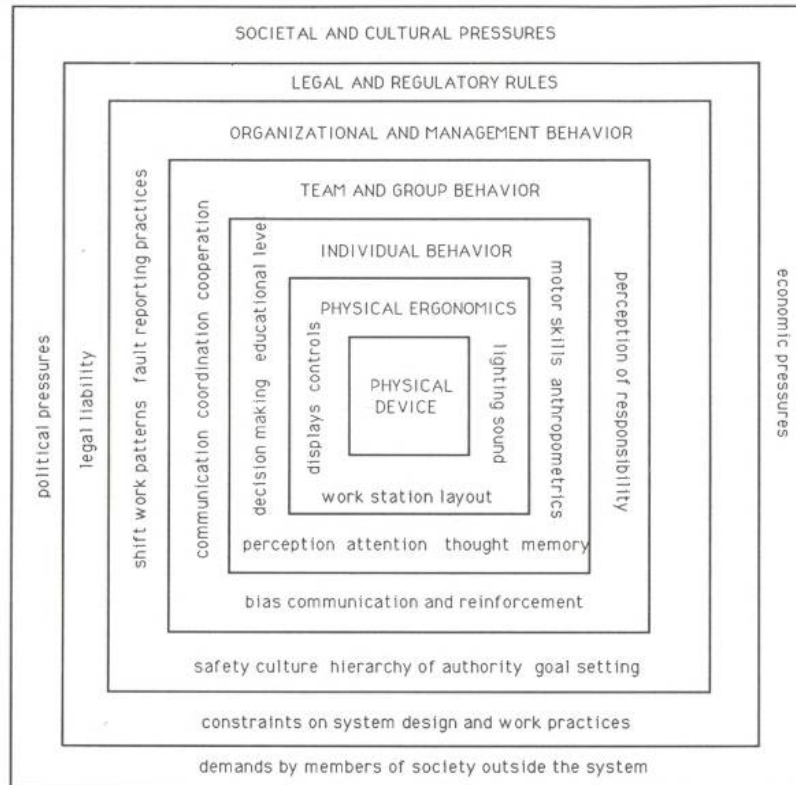 SOCIETAL AND CULTURAL PRESSURES
LEGAL AND REGULATORY RULES
ORGANIZATIONAL AND MANAGEMENT BEHAVIOR
TEAM AND GROUP BEHAVIOR
INDIVIDUAL BEHAVIOR
PHYSICAL ERGONOMICS
PHYSICAL
DEVICE
political pressures
legal liability
shift work patterns fault reporting practices
communication coordination cooperation
decision making educational leve
displays controls
lighting sound
motor skills anthropometrics
perception of responsibility
economic pressures
work station layout
perception attention thought memory
bias communication and reinforcement
safety culture hierarchy of authority goal setting
constraints on system design and work practices
demands by members of society outside the system